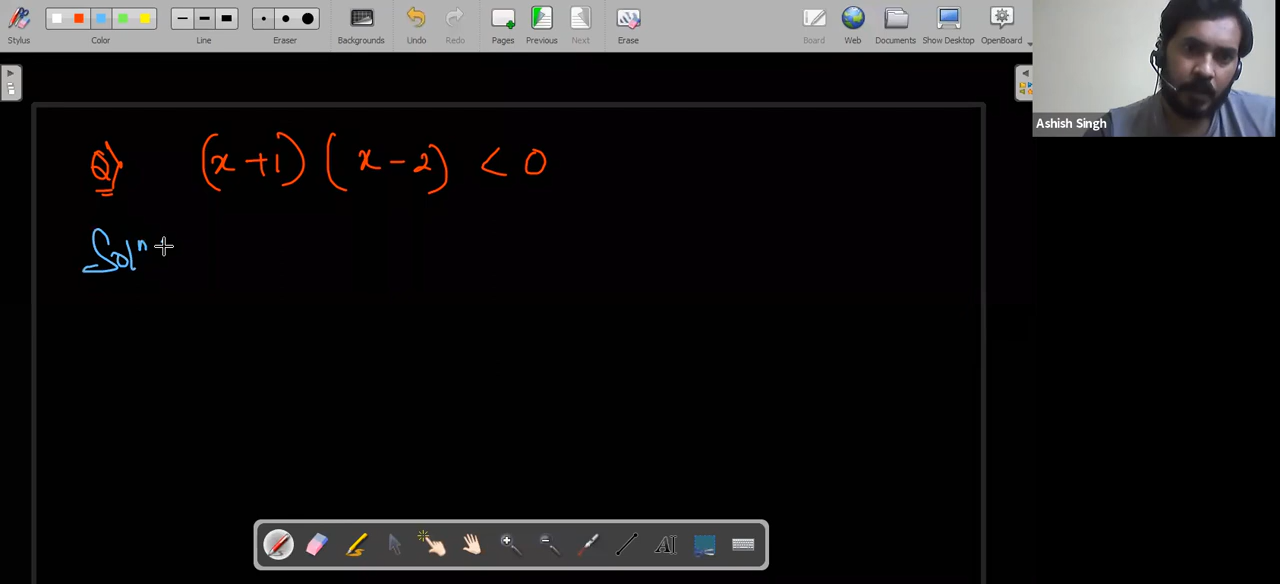 Stylus Color Line Eraser Backgrounds Undo Redo Pages Previous Next Erase Board Web Documents Show Desktop OpenBoard
Ashish Singh
Q) (x+1) (x-2) < 0
Solⁿ
AI